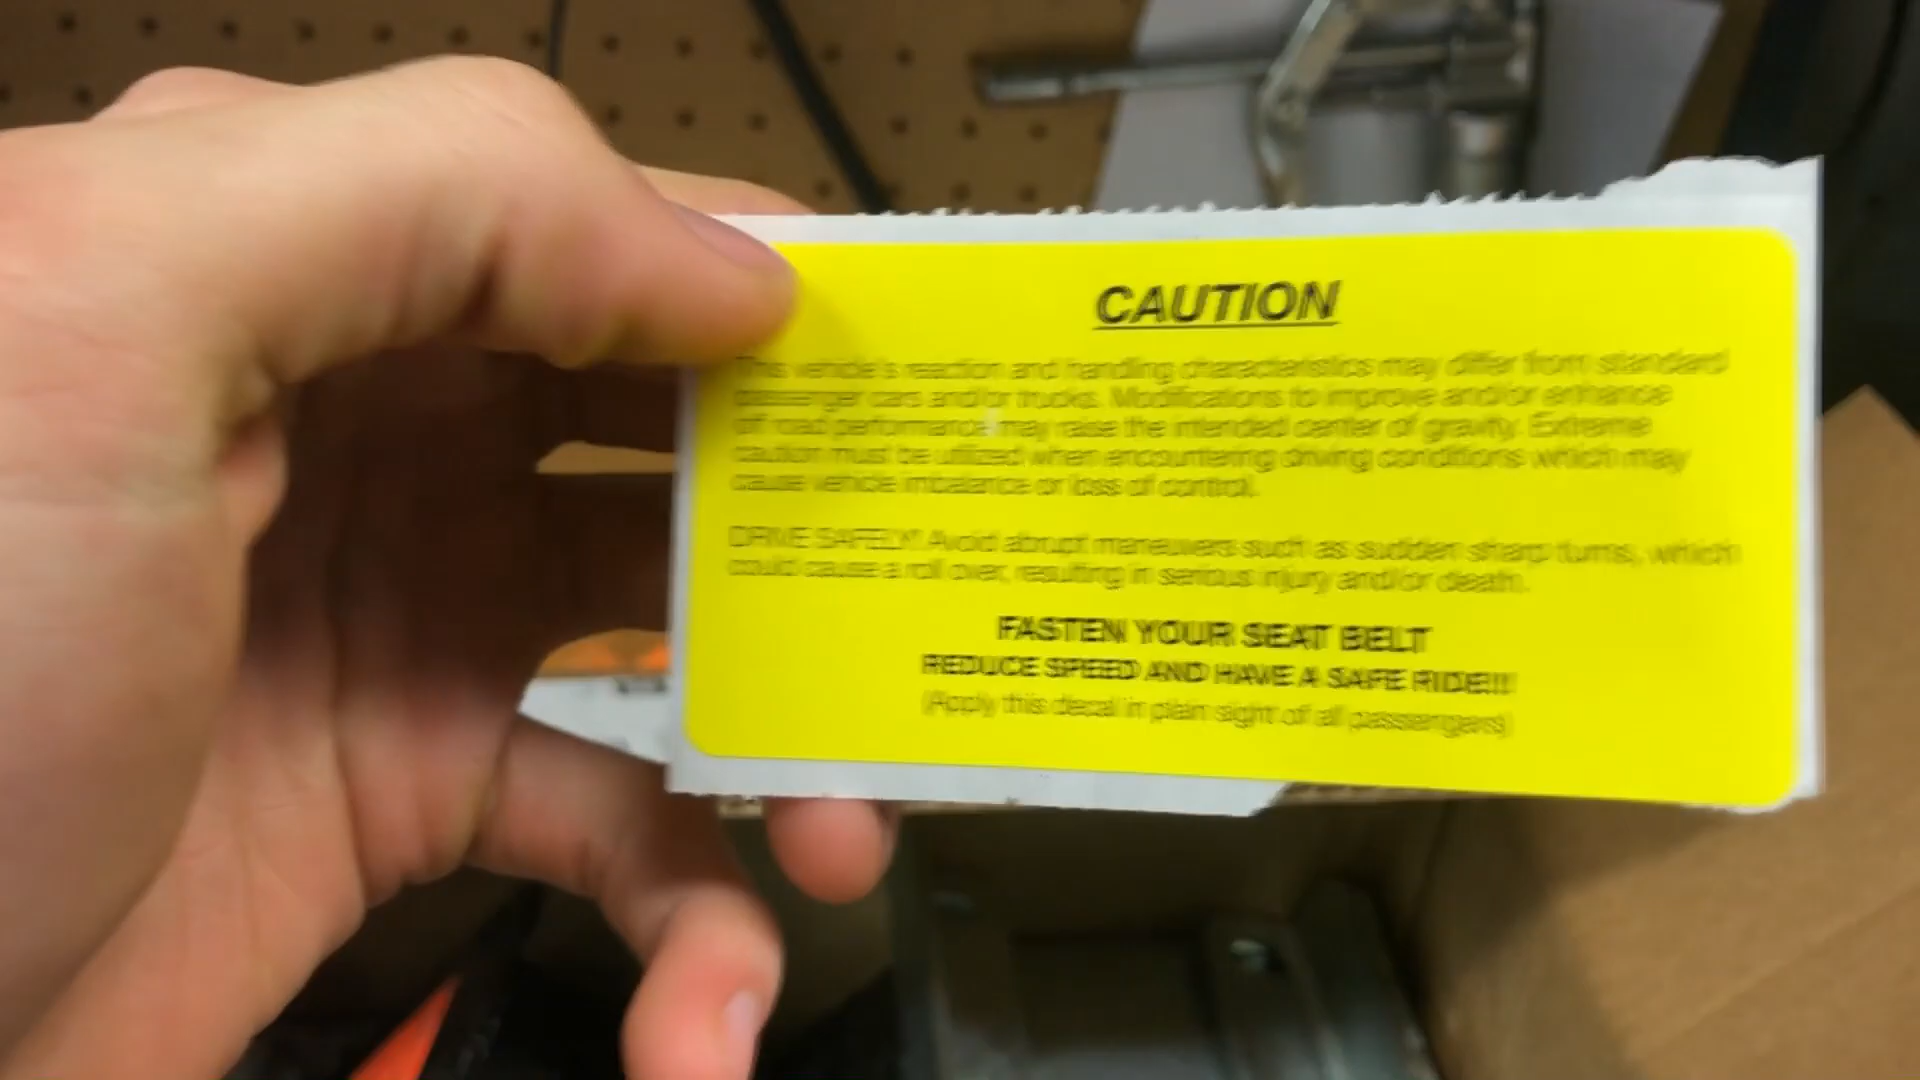 CAUTION
This vehicle's reaction and handling characteristics may differ from standard
passenger cars and/or trucks. Modifications to improve and/or enhance
off road performance may raise the intended center of gravity. Extreme
caution must be utilized when encountering driving conditions which may
cause vehicle imbalance or loss of control.
DRIVE SAFELY! Avoid abrupt maneuvers such as sudden sharp turns, which
could cause a roll over, resulting in serious injury and/or death.
FASTEN YOUR SEAT BELT
REDUCE SPEED AND HAVE A SAFE RIDE!!!
(Apply this decal in plain sight of all passengers)